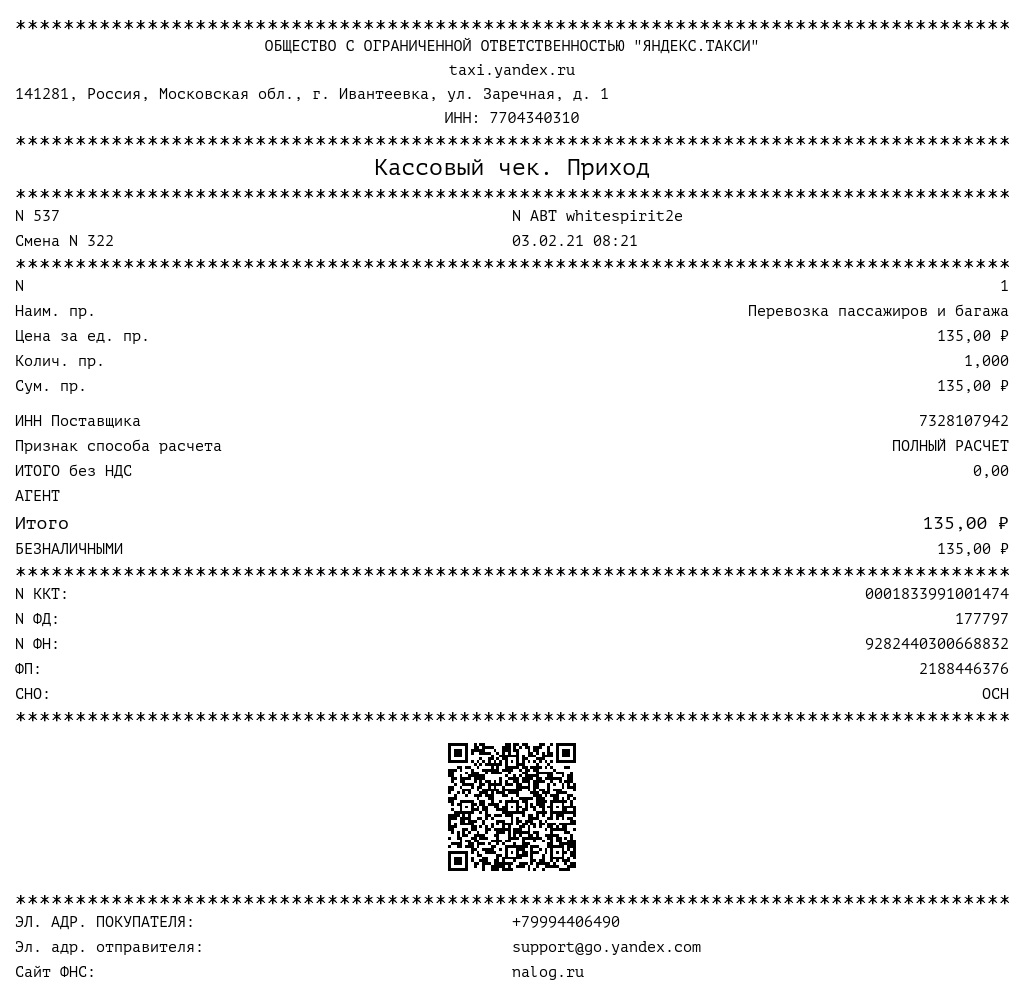 ***********************************************************************************
ОБЩЕСТВО С ОГРАНИЧЕННОЙ ОТВЕТСТВЕННОСТЬЮ "ЯНДЕКС.ТАКСИ"
taxi.yandex.ru
141281, Россия, Московская обл., г. Ивантеевка, ул. Заречная, д. 1
ИНН: 7704340310
***********************************************************************************
Кассовый чек. Приход
***********************************************************************************
N 537 N АВТ whitespirit2e
Смена N 322 03.02.21 08:21
***********************************************************************************
N 1
Наим. пр. Перевозка пассажиров и багажа
Цена за ед. пр. 135,00 ₽
Колич. пр. 1,000
Сум. пр. 135,00 ₽
ИНН Поставщика 7328107942
Признак способа расчета ПОЛНЫЙ РАСЧЕТ
ИТОГО без НДС 0,00
АГЕНТ
Итого 135,00 ₽
БЕЗНАЛИЧНЫМИ 135,00 ₽
***********************************************************************************
N ККТ: 0001833991001474
N ФД: 177797
N ФН: 9282440300668832
ФП: 2188446376
СНО: ОСН
***********************************************************************************
***********************************************************************************
ЭЛ. АДР. ПОКУПАТЕЛЯ: +79994406490
Эл. адр. отправителя: support@go.yandex.com
Сайт ФНС: nalog.ru